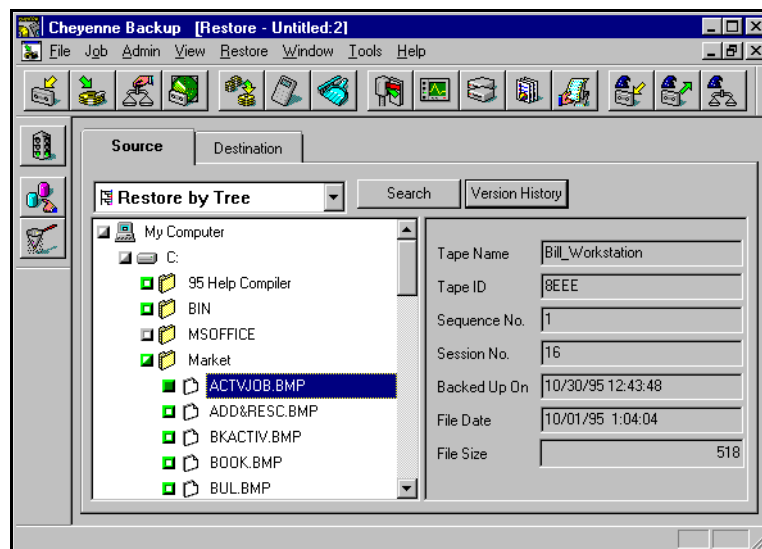 Cheyenne Backup [Restore - Untitled:2]
File Job Admin View Restore Window Tools Help
Source Destination
Restore by Tree Search Version History
My Computer
C:
95 Help Compiler
BIN
MSOFFICE
Market
ACTVJOB.BMP
ADD&RESC.BMP
BKACTIV.BMP
BOOK.BMP
BUL.BMP
Tape Name Bill_Workstation
Tape ID 8EEE
Sequence No. 1
Session No. 16
Backed Up On 10/30/95 12:43:48
File Date 10/01/95 1:04:04
File Size 518